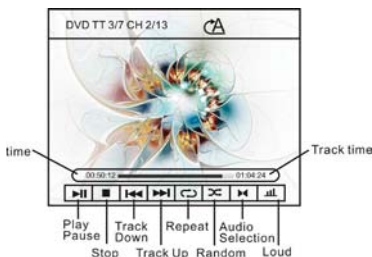 DVD TT 3/7 CH 2/13 A
time
Track time
00:50:12 01:04:24
Play Pause
Stop
Track Down
Track Up
Repeat
Random
Audio Selection
Loud